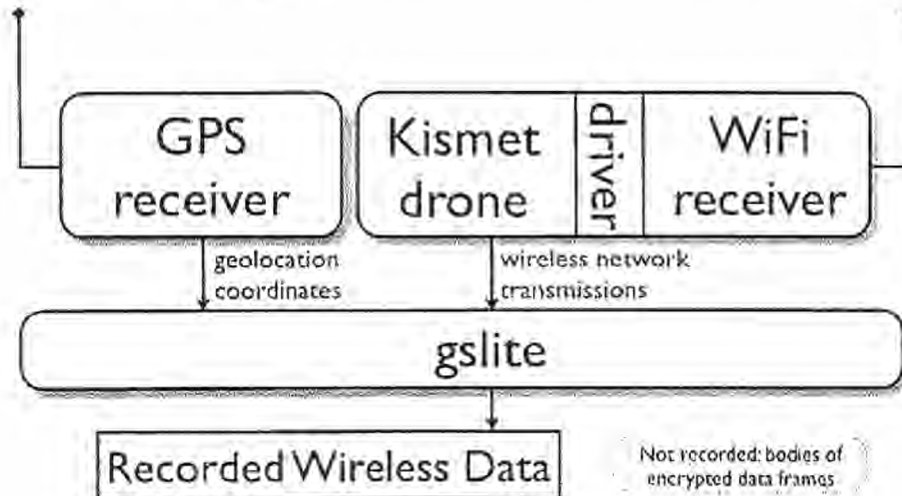 GPS
receiver
Kismet
drone
driver
WiFi
receiver
geolocation
coordinates
wireless network
transmissions
gslite
Recorded Wireless Data
Not recorded: bodies of
encrypted data frames